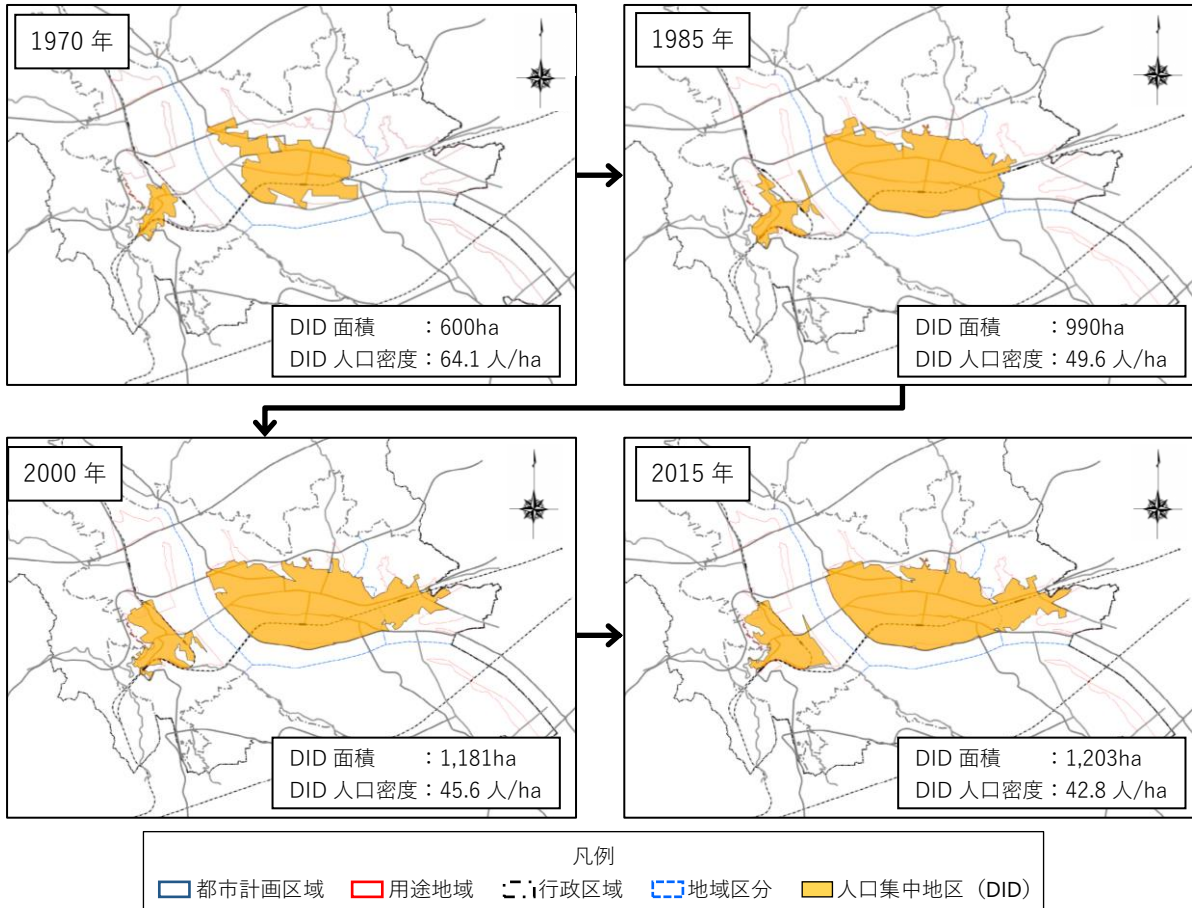 1970 年
DID 面積 ：600ha
DID 人口密度：64.1 人/ha
1985 年
DID 面積 ：990ha
DID 人口密度：49.6 人/ha
2000 年
DID 面積 ：1,181ha
DID 人口密度：45.6 人/ha
2015 年
DID 面積 ：1,203ha
DID 人口密度：42.8 人/ha
凡例
都市計画区域 用途地域 行政区域 地域区分 人口集中地区（DID）